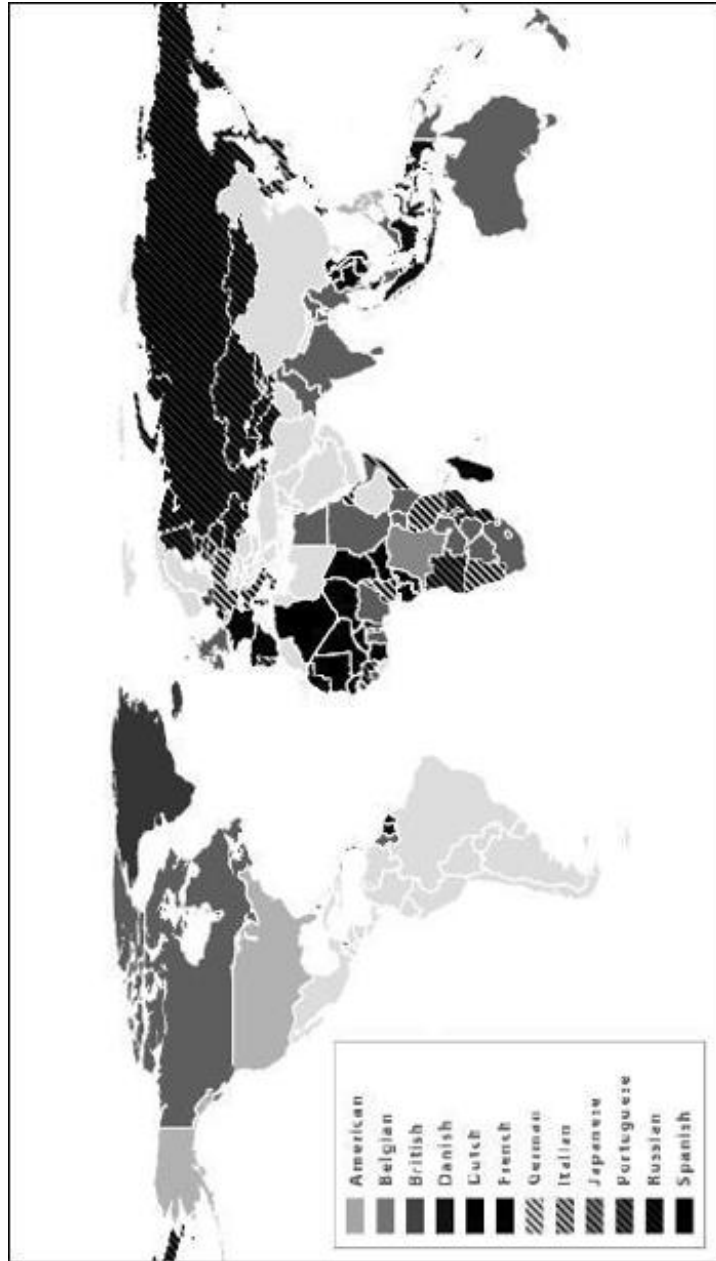 American
Belgian
British
Danish
Dutch
French
German
Italian
Japanese
Portuguese
Russian
Spanish